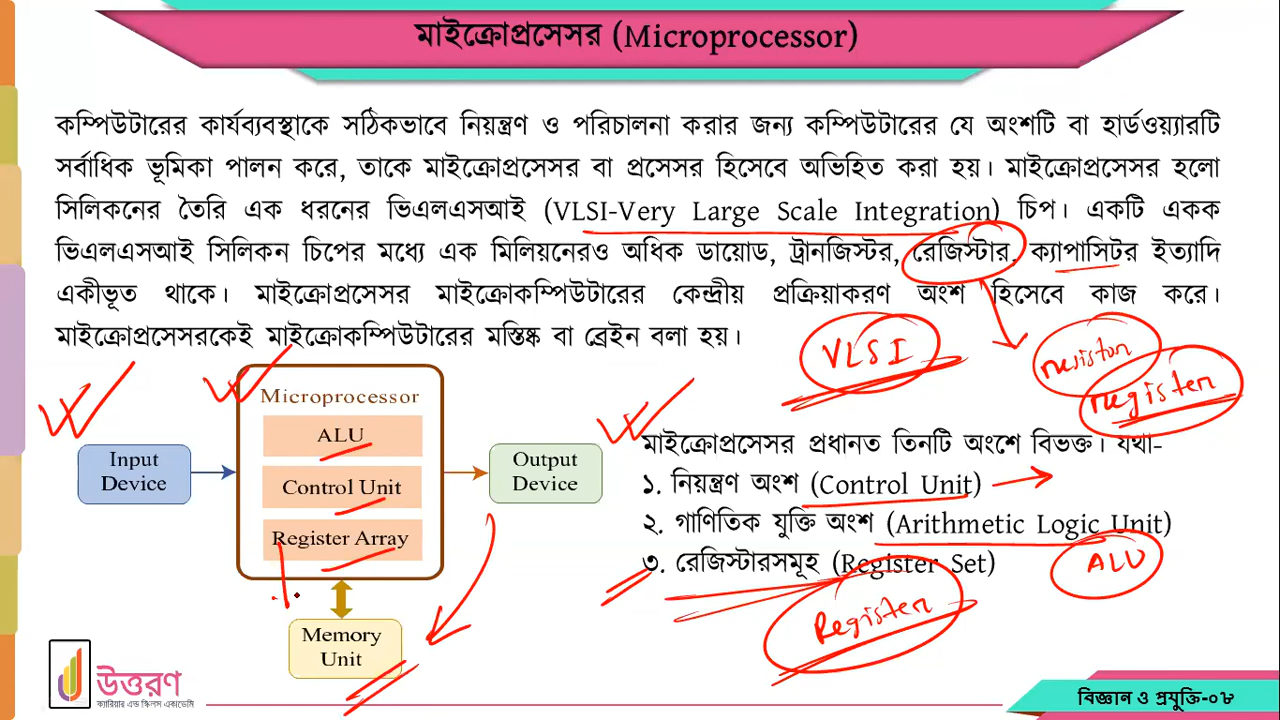 মাইক্রোপ্রসেসর (Microprocessor)
কম্পিউটারের কার্যব্যবস্থাকে সঠিকভাবে নিয়ন্ত্রণ ও পরিচালনা করার জন্য কম্পিউটারের যে অংশটি বা হার্ডওয়্যারটি
সর্বাধিক ভূমিকা পালন করে, তাকে মাইক্রোপ্রসেসর বা প্রসেসর হিসেবে অভিহিত করা হয়। মাইক্রোপ্রসেসর হলো
সিলিকনের তৈরি এক ধরনের ভিএলএসআই (VLSI-Very Large Scale Integration) চিপ। একটি একক
ভিএলএসআই সিলিকন চিপের মধ্যে এক মিলিয়নেরও অধিক ডায়োড, ট্রানজিস্টর, রেজিস্টার, ক্যাপাসিটর ইত্যাদি
একীভূত থাকে। মাইক্রোপ্রসেসর মাইক্রোকম্পিউটারের কেন্দ্রীয় প্রক্রিয়াকরণ অংশ হিসেবে কাজ করে।
মাইক্রোপ্রসেসরকেই মাইক্রোকম্পিউটারের মস্তিষ্ক বা ব্রেইন বলা হয়।
VLSI
resistor
register
Microprocessor
ALU
Control Unit
Register Array
Input
Device
Output
Device
Memory
Unit
মাইক্রোপ্রসেসর প্রধানত তিনটি অংশে বিভক্ত। যথা-
১. নিয়ন্ত্রণ অংশ (Control Unit)
২. গাণিতিক যুক্তি অংশ (Arithmetic Logic Unit)
৩. রেজিস্টারসমূহ (Register Set)
ALU
Register
উত্তরণ
ক্যারিয়ার এন্ড স্কিলস একাডেমি
বিজ্ঞান ও প্রযুক্তি-০৮